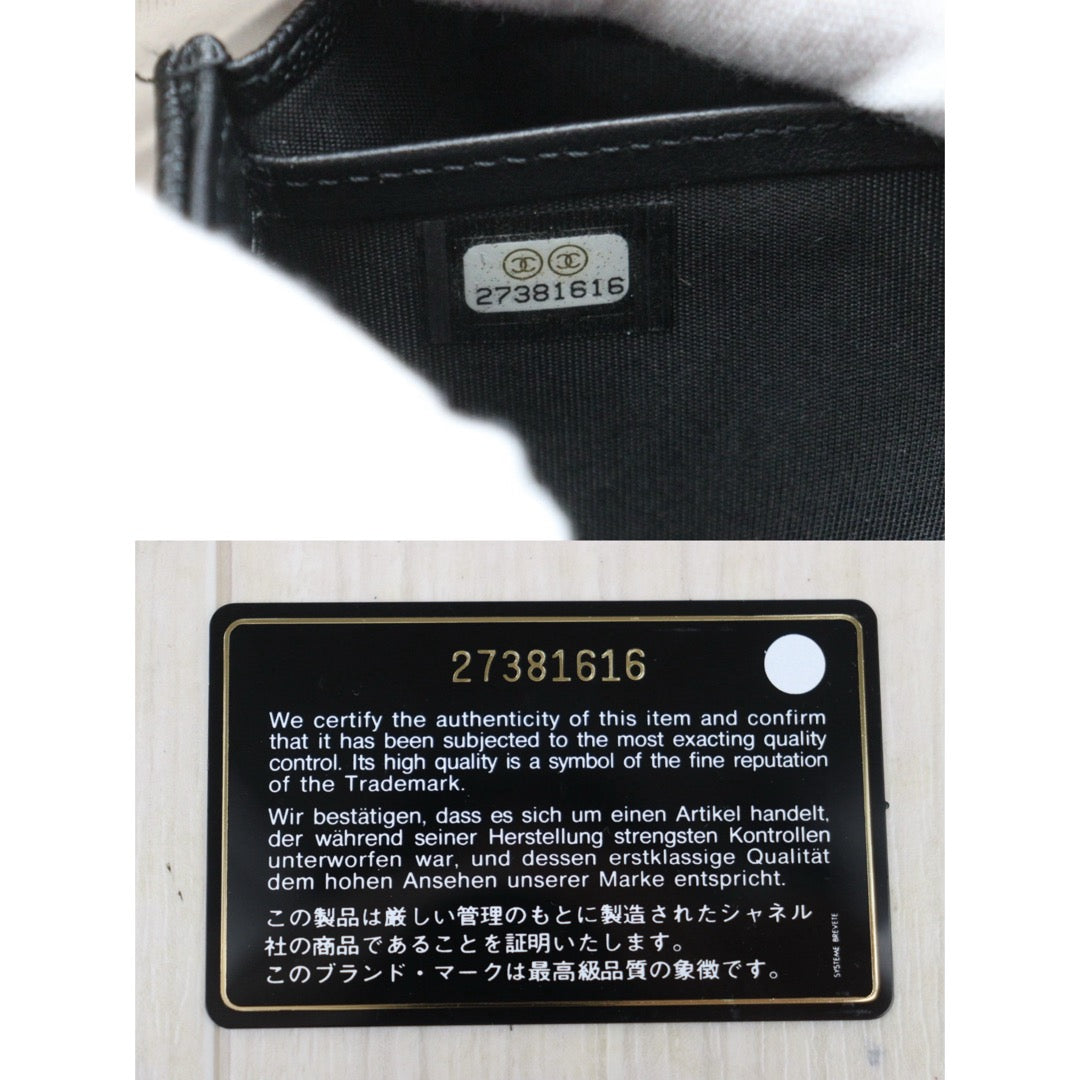 27381616
27381616
We certify the authenticity of this item and confirm
that it has been subjected to the most exacting quality
control. Its high quality is a symbol of the fine reputation
of the Trademark.
Wir bestätigen, dass es sich um einen Artikel handelt,
der während seiner Herstellung strengsten Kontrollen
unterworfen war, und dessen erstklassige Qualität
dem hohen Ansehen unserer Marke entspricht.
この製品は厳しい管理のもとに製造されたシャネル
社の商品であることを証明いたします。
このブランド・マークは最高級品質の象徴です。
SYSTEME BREVETE